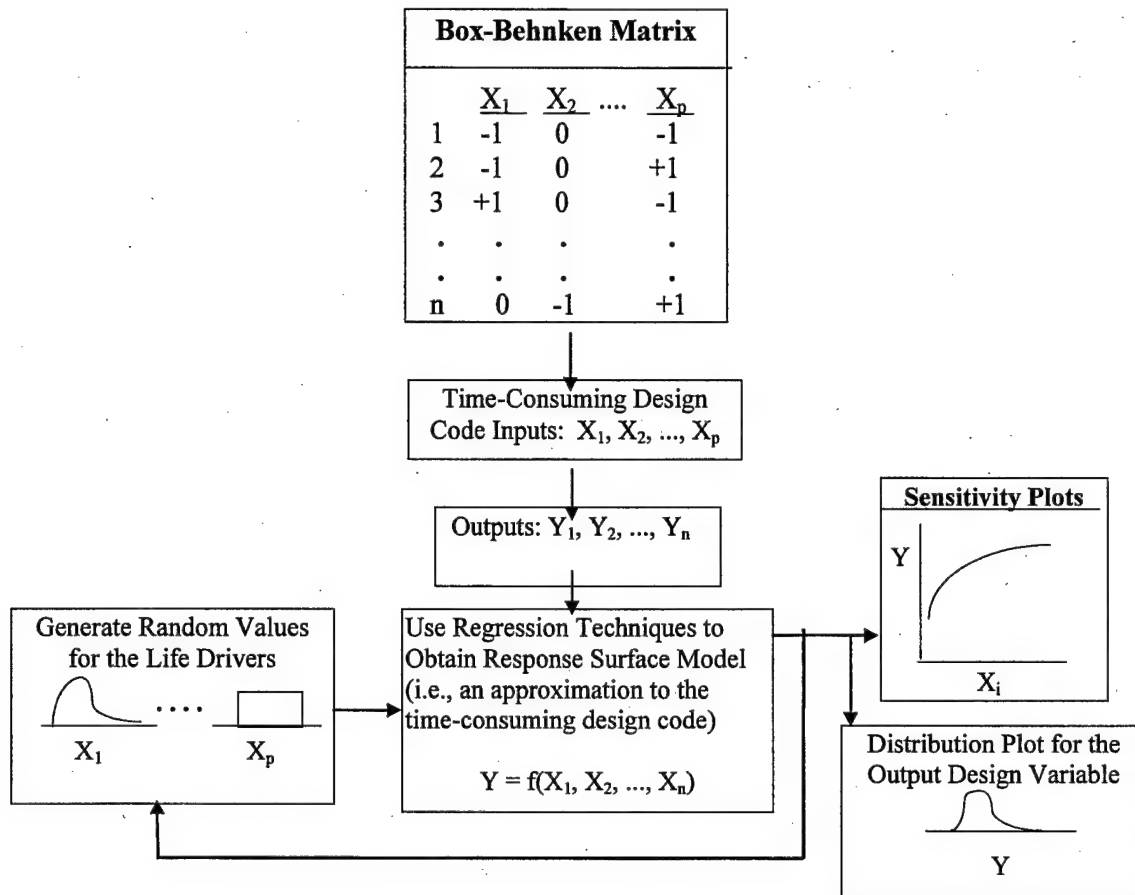 Box-Behnken Matrix
X₁ X₂ .... Xₚ
1 -1 0 -1
2 -1 0 +1
3 +1 0 -1
. . . .
. . . .
n 0 -1 +1
Time-Consuming Design
Code Inputs: X₁, X₂, ..., Xₚ
Outputs: Y₁, Y₂, ..., Yₙ
Generate Random Values
for the Life Drivers
....
X₁ Xₚ
Use Regression Techniques to
Obtain Response Surface Model
(i.e., an approximation to the
time-consuming design code)
Y = f(X₁, X₂, ..., Xₙ)
Sensitivity Plots
Y
Xᵢ
Distribution Plot for the
Output Design Variable
Y